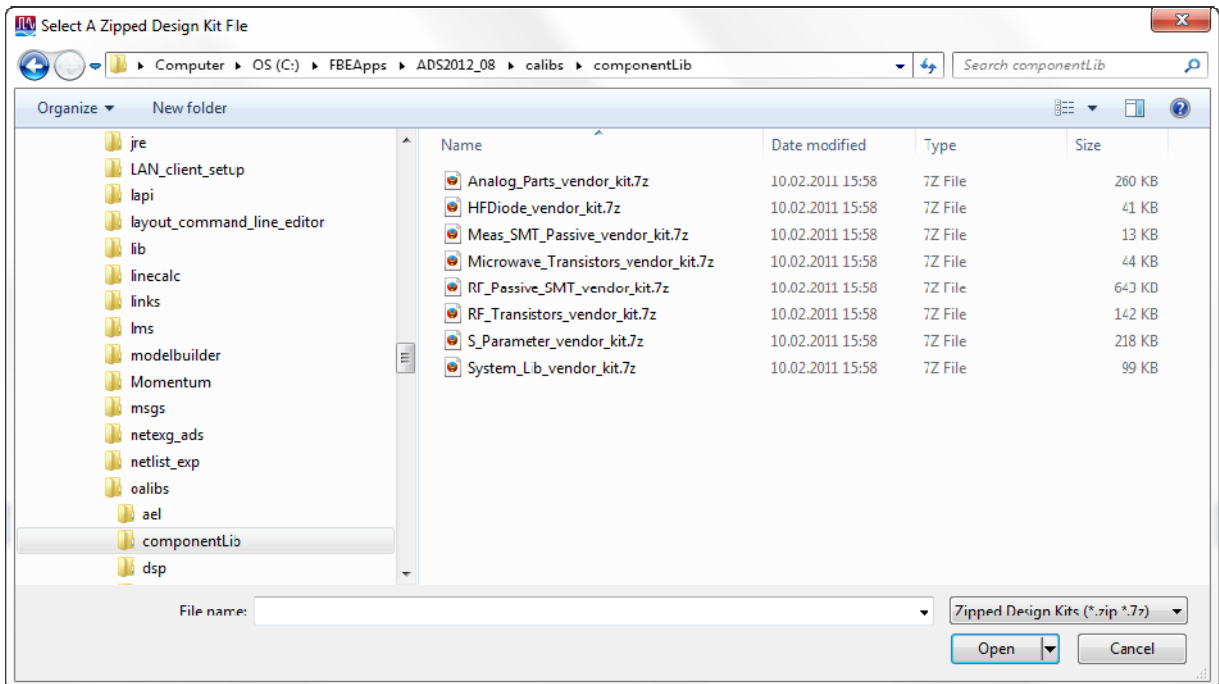 Select A Zipped Design Kit File
Computer OS (C:) FBEApps ADS2012_08 oalibs componentLib
Search componentLib
Organize New folder
jre
LAN_client_setup
lapi
layout_command_line_editor
lib
linecalc
links
lms
modelbuilder
Momentum
msgs
netexg_ads
netlist_exp
oalibs
ael
componentLib
dsp
Name Date modified Type Size
Analog_Parts_vendor_kit.7z 10.02.2011 15:58 7Z File 260 KB
HFDiode_vendor_kit.7z 10.02.2011 15:58 7Z File 41 KB
Meas_SMT_Passive_vendor_kit.7z 10.02.2011 15:58 7Z File 13 KB
Microwave_Transistors_vendor_kit.7z 10.02.2011 15:58 7Z File 44 KB
RF_Passive_SMT_vendor_kit.7z 10.02.2011 15:58 7Z File 643 KB
RF_Transistors_vendor_kit.7z 10.02.2011 15:58 7Z File 142 KB
S_Parameter_vendor_kit.7z 10.02.2011 15:58 7Z File 218 KB
System_Lib_vendor_kit.7z 10.02.2011 15:58 7Z File 99 KB
File name:
Zipped Design Kits (*.zip *.7z)
Open Cancel